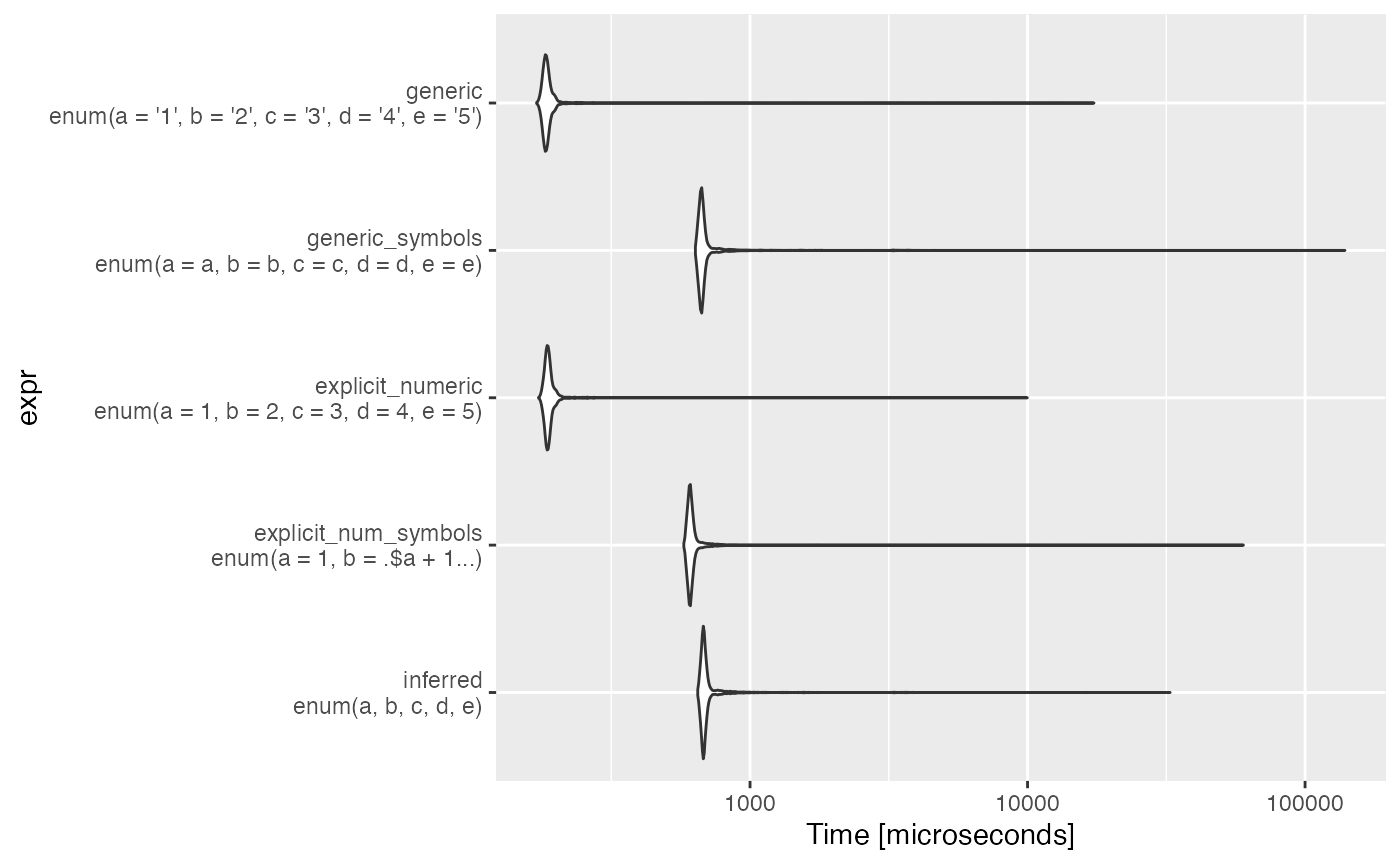 generic
enum(a = '1', b = '2', c = '3', d = '4', e = '5')
generic_symbols
enum(a = a, b = b, c = c, d = d, e = e)
explicit_numeric
enum(a = 1, b = 2, c = 3, d = 4, e = 5)
explicit_num_symbols
enum(a = 1, b = .$a + 1...)
inferred
enum(a, b, c, d, e)
expr
1000 10000 100000
Time [microseconds]